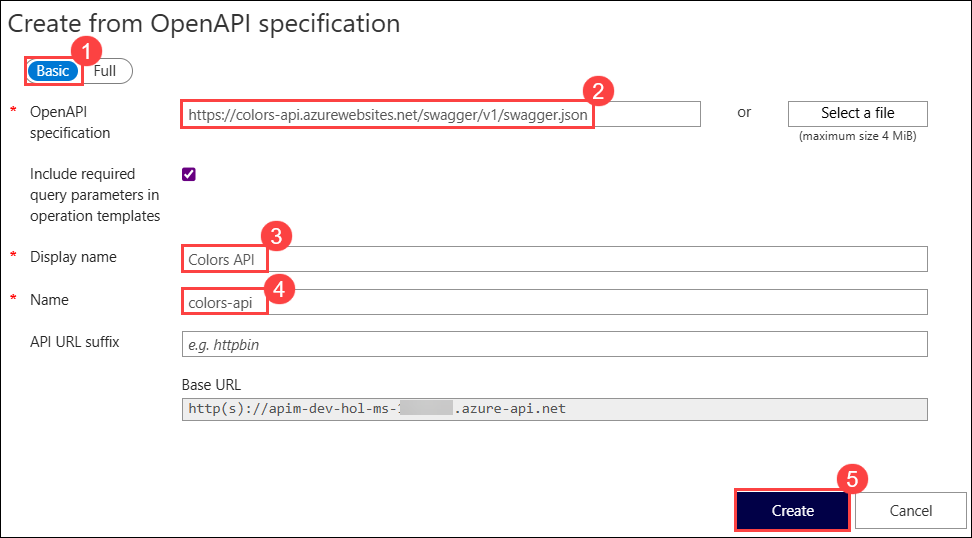 Create from OpenAPI specification
1
Basic Full
2
* OpenAPI specification
https://colors-api.azurewebsites.net/swagger/v1/swagger.json or Select a file
(maximum size 4 MiB)
Include required
query parameters in
operation templates
3
* Display name Colors API
4
* Name colors-api
API URL suffix e.g. httpbin
Base URL
http(s)://apim-dev-hol-ms- .azure-api.net
5
Create Cancel